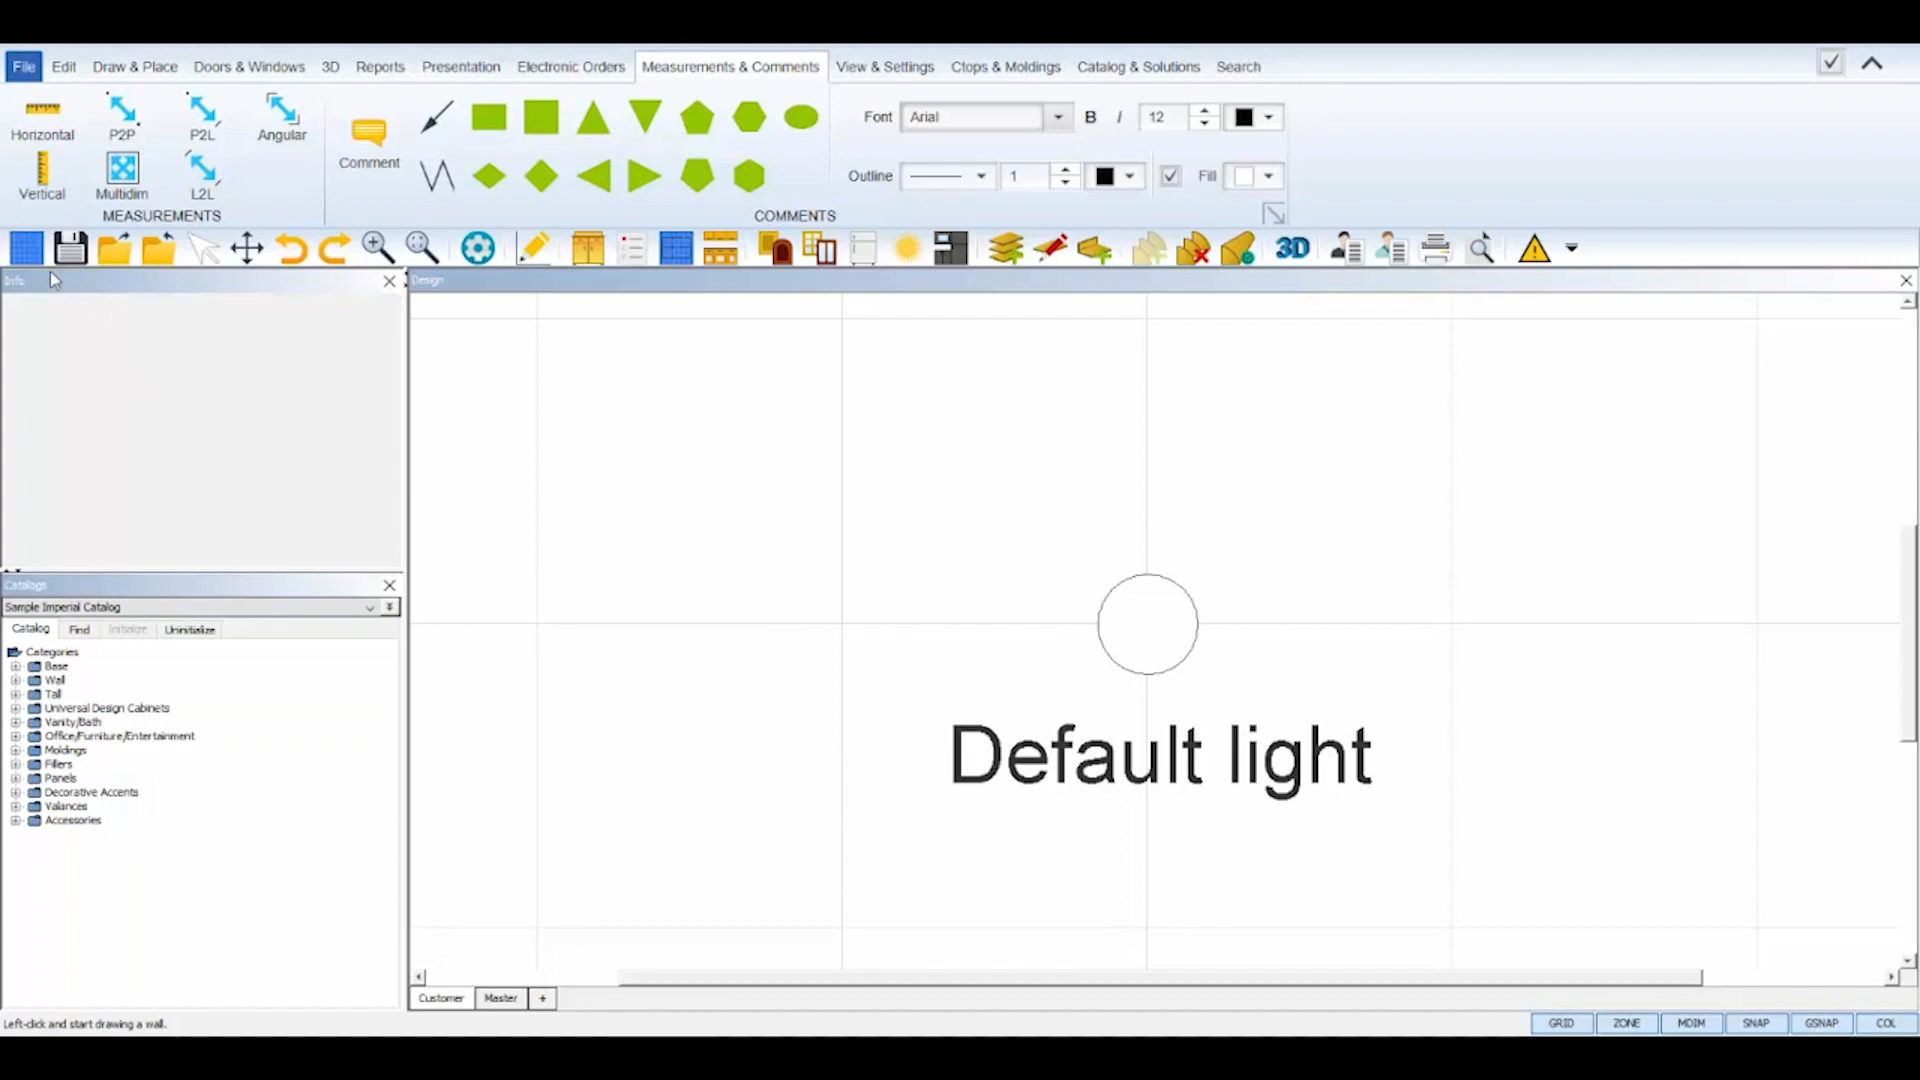 File Edit Draw & Place Doors & Windows 3D Reports Presentation Electronic Orders Measurements & Comments View & Settings Ctops & Moldings Catalog & Solutions Search
Horizontal P2P P2L Angular
Vertical Multidim L2L
MEASUREMENTS
Comment
Font Arial B I 12
Outline 1 Fill
COMMENTS
3D
Info
Design
Catalogs
Sample Imperial Catalog
Catalog Find Initialize Uninitialize
Categories
Base
Wall
Tall
Universal Design Cabinets
Vanity/Bath
Office/Furniture/Entertainment
Moldings
Fillers
Panels
Decorative Accents
Valances
Accessories
Default light
Customer Master +
Left-click and start drawing a wall.
GRID ZONE MDIM SNAP GSNAP COL